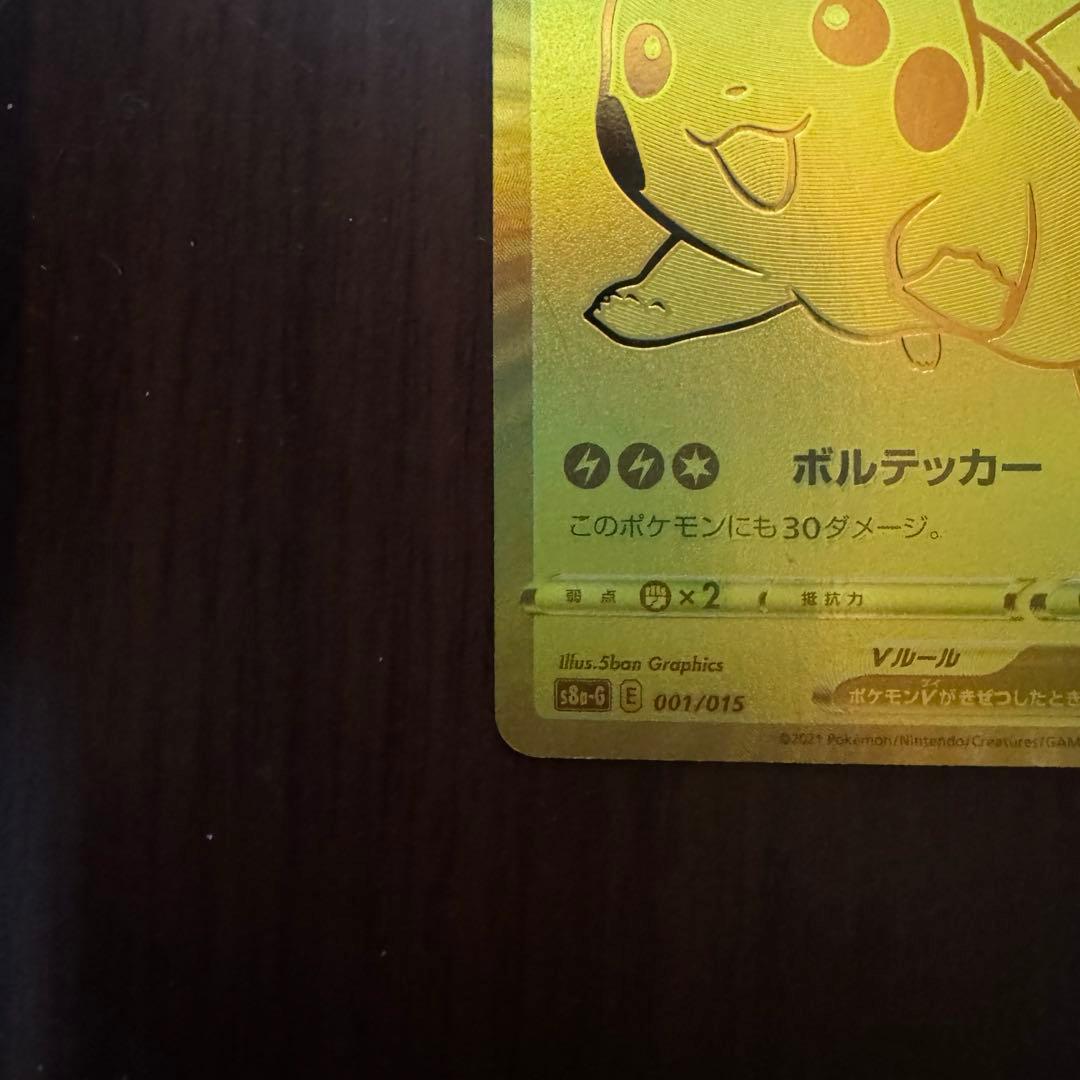 ボルテッカー
このポケモンにも30ダメージ。
弱点 ×2 抵抗力
Illus.5ban Graphics
Vルール
s8a-G E 001/015
ブイ
ポケモンVがきぜつしたとき
©2021 Pokémon/Nintendo/Creatures/GAM